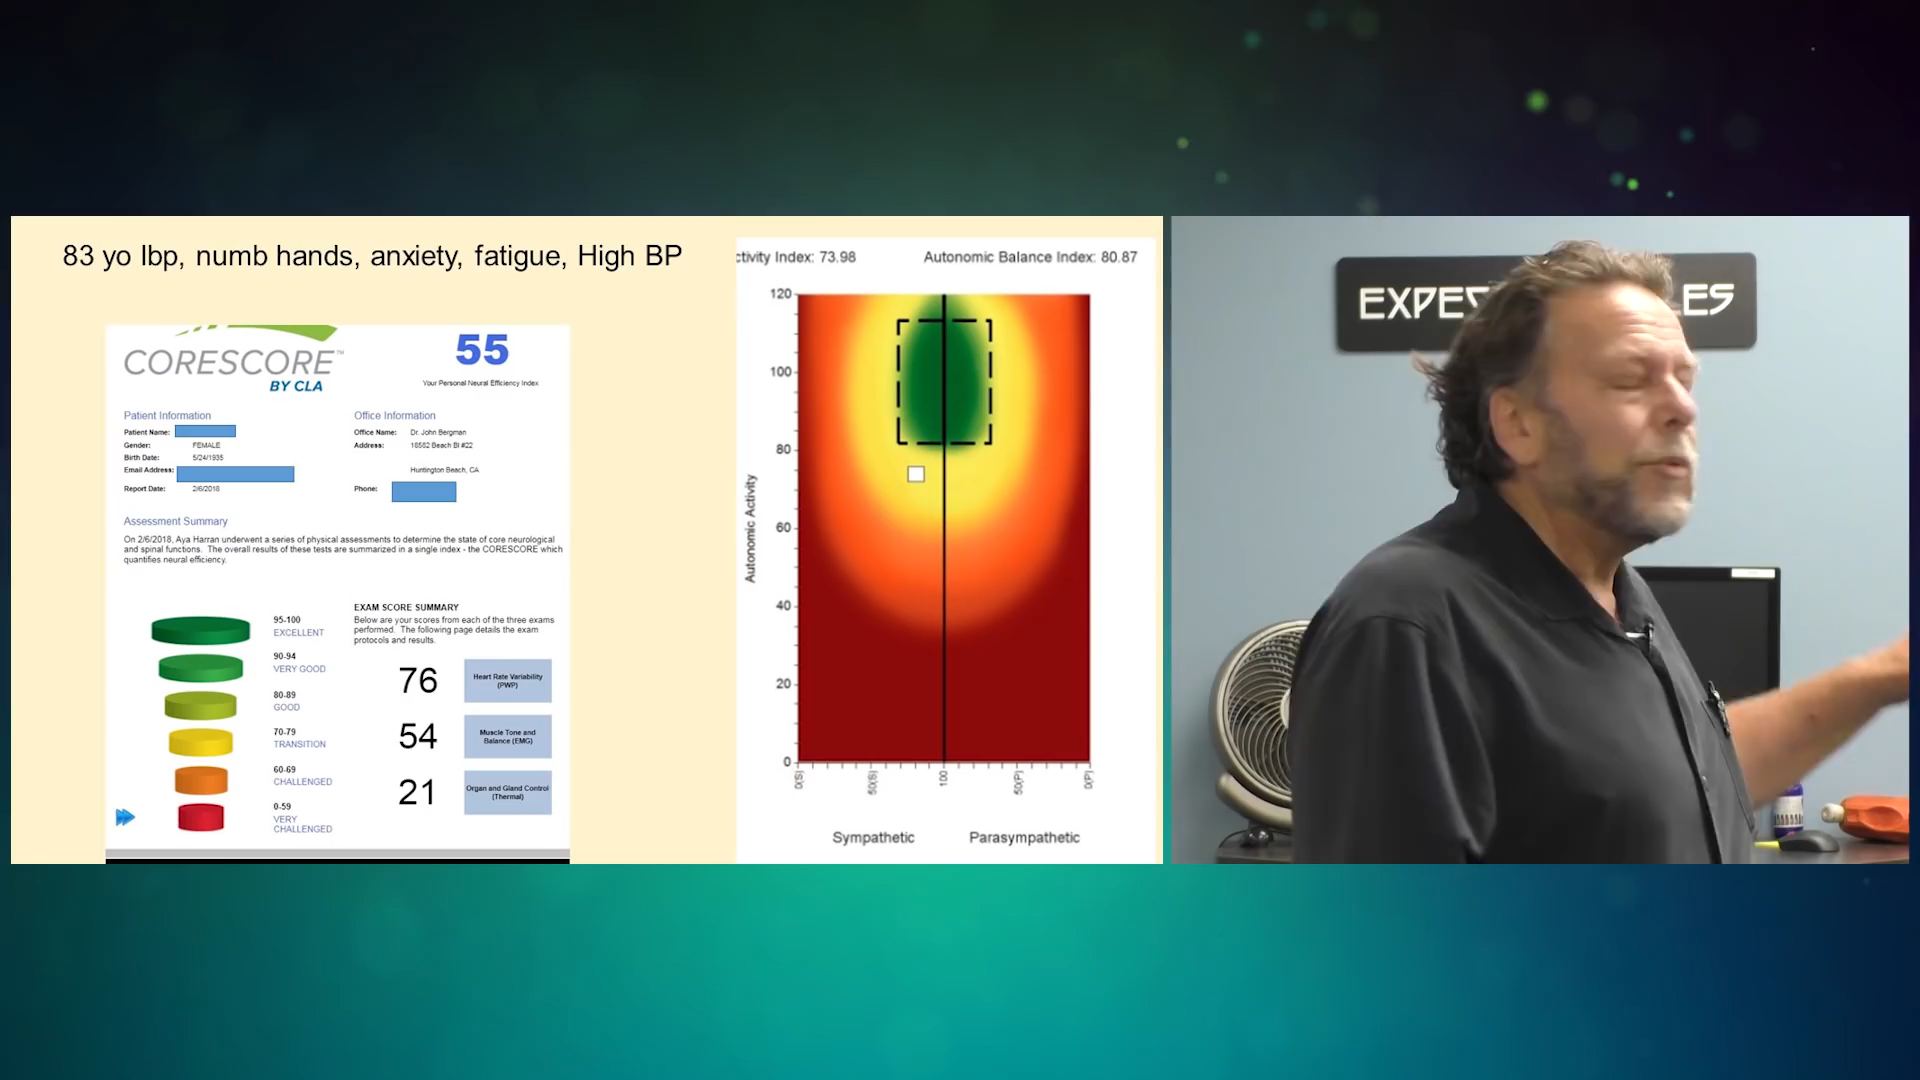 83 yo lbp, numb hands, anxiety, fatigue, High BP
CORESCORE™
BY CLA
55
Your Personal Neural Efficiency Index
Patient Information
Patient Name:
Gender: FEMALE
Birth Date: 5/24/1935
Email Address:
Report Date: 2/6/2018
Office Information
Office Name: Dr. John Bergman
Address: 18582 Beach Bl #22
Huntington Beach, CA
Phone:
Assessment Summary
On 2/6/2018, Aya Harran underwent a series of physical assessments to determine the state of core neurological
and spinal functions. The overall results of these tests are summarized in a single index - the CORESCORE which
quantifies neural efficiency.
95-100
EXCELLENT
90-94
VERY GOOD
80-89
GOOD
70-79
TRANSITION
60-69
CHALLENGED
0-59
VERY
CHALLENGED
EXAM SCORE SUMMARY
Below are your scores from each of the three exams
performed. The following page details the exam
protocols and results.
76 Heart Rate Variability
(PWP)
54 Muscle Tone and
Balance (EMG)
21 Organ and Gland Control
(Thermal)
ctivity Index: 73.98
Autonomic Balance Index: 80.87
Autonomic Activity
120
100
80
60
40
20
0
0(S) 50(S) 100 50(P) 0(P)
Sympathetic Parasympathetic
EXPE
LES